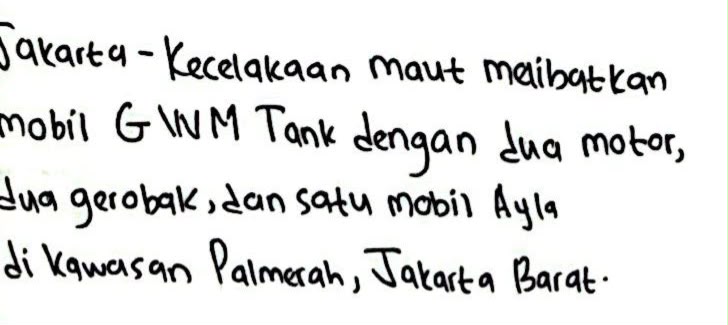 Jakarta - Kecelakaan maut melibatkan
mobil GWM Tank dengan dua motor,
dua gerobak, dan satu mobil Ayla
di kawasan Palmerah, Jakarta Barat.